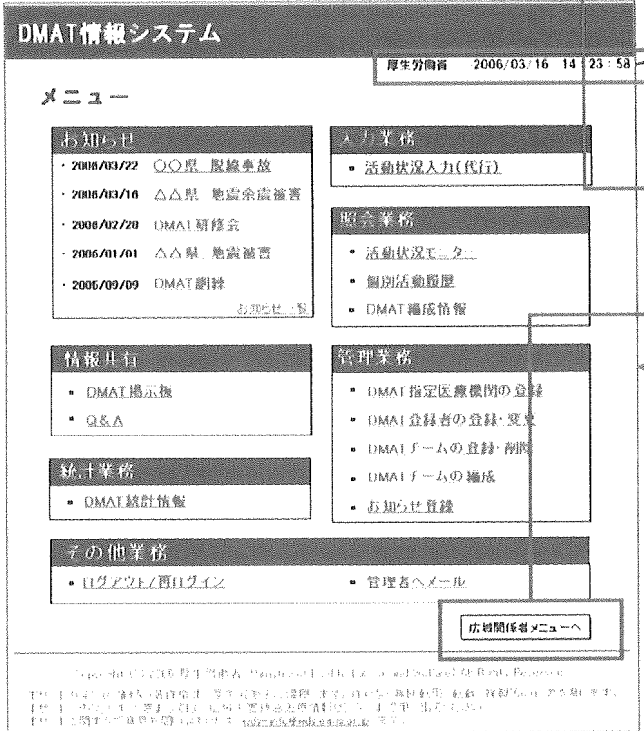 DMAT情報システム
厚生労働省 2006/03/16 14:23:58
メニュー
お知らせ
・2006/03/22 〇〇県 脱線事故
・2006/03/16 △△県 地震余震被害
・2006/02/20 DMAT研修会
・2006/01/01 △△県 地震被害
・2005/09/09 DMAT訓練
お知らせ一覧
入力業務
▪ 活動状況入力(代行)
照会業務
▪ 活動状況モニター
▪ 個別活動履歴
▪ DMAT編成情報
情報共有
▪ DMAT掲示板
▪ Q&A
統計業務
▪ DMAT統計情報
管理業務
▪ DMAT指定医療機関の登録
▪ DMAT登録者の登録・変更
▪ DMATチームの登録・削除
▪ DMATチームの編成
▪ お知らせ登録
その他業務
▪ ログアウト/再ログイン
▪ 管理者へメール
広域関係者メニューへ